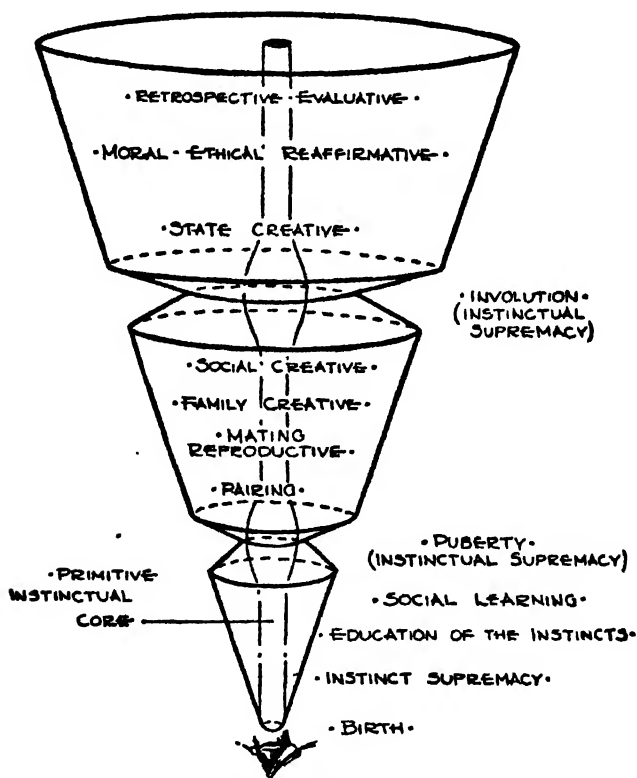 ·RETROSPECTIVE·EVALUATIVE·
·MORAL-ETHICAL REAFFIRMATIVE·
·STATE CREATIVE·
·INVOLUTION·
(INSTINCTUAL
SUPREMACY)
·SOCIAL CREATIVE·
·FAMILY CREATIVE·
·MATING
REPRODUCTIVE·
·PAIRING·
·PUBERTY·
(INSTINCTUAL SUPREMACY)
·PRIMITIVE
INSTINCTUAL
CORE
·SOCIAL LEARNING·
·EDUCATION OF THE INSTINCTS·
·INSTINCT SUPREMACY·
·BIRTH·